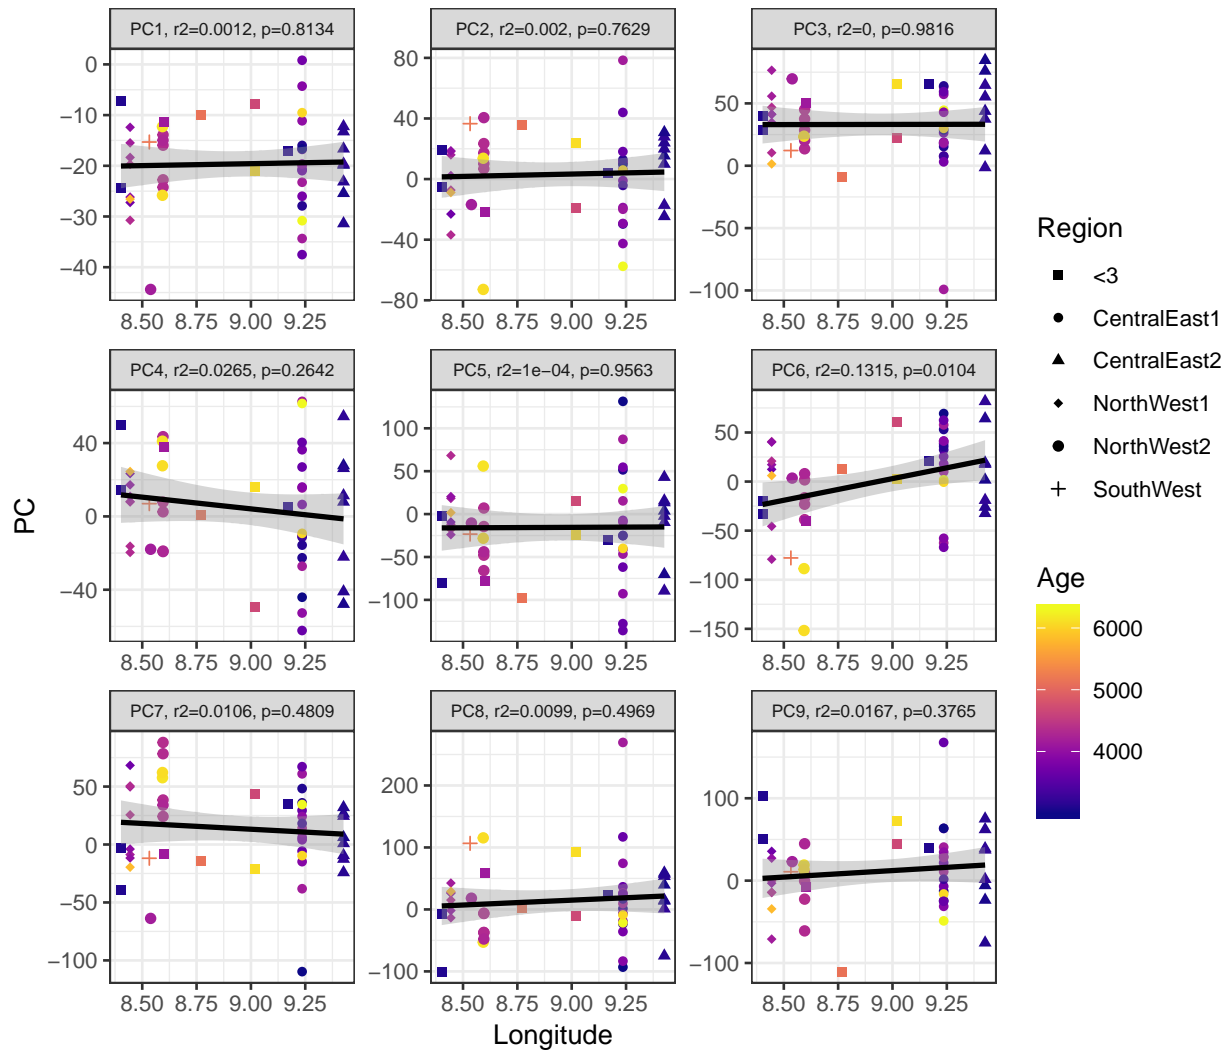 PC1, r2=0.0012, p=0.8134
PC2, r2=0.002, p=0.7629
PC3, r2=0, p=0.9816
0
−10
−20
−30
−40
80
40
0
−40
−80
50
0
−50
−100
8.50 8.75 9.00 9.25
8.50 8.75 9.00 9.25
8.50 8.75 9.00 9.25
PC4, r2=0.0265, p=0.2642
PC5, r2=1e−04, p=0.9563
PC6, r2=0.1315, p=0.0104
40
0
−40
100
50
0
−50
−100
50
0
−50
−100
−150
8.50 8.75 9.00 9.25
8.50 8.75 9.00 9.25
8.50 8.75 9.00 9.25
PC7, r2=0.0106, p=0.4809
PC8, r2=0.0099, p=0.4969
PC9, r2=0.0167, p=0.3765
50
0
−50
−100
200
100
0
−100
100
0
−100
8.50 8.75 9.00 9.25
8.50 8.75 9.00 9.25
8.50 8.75 9.00 9.25
PC
Longitude
Region
<3
CentralEast1
CentralEast2
NorthWest1
NorthWest2
SouthWest
Age
6000
5000
4000